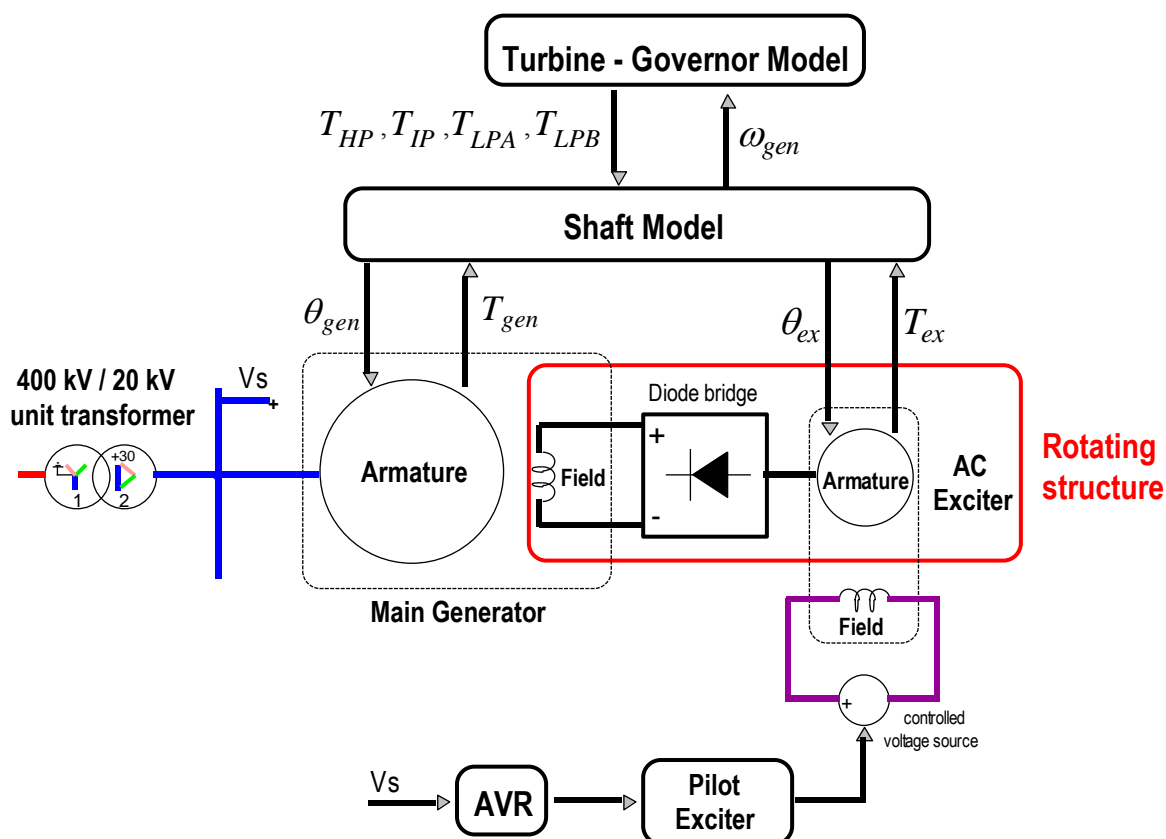 Turbine - Governor Model
T_HP , T_IP , T_LPA , T_LPB
ω_gen
Shaft Model
θ_gen
T_gen
θ_ex
T_ex
400 kV / 20 kV
unit transformer
Vs
+
+30
1
2
Armature
Main Generator
Diode bridge
+
-
Field
Armature
AC
Exciter
Rotating
structure
Field
+
controlled
voltage source
Vs
AVR
Pilot
Exciter